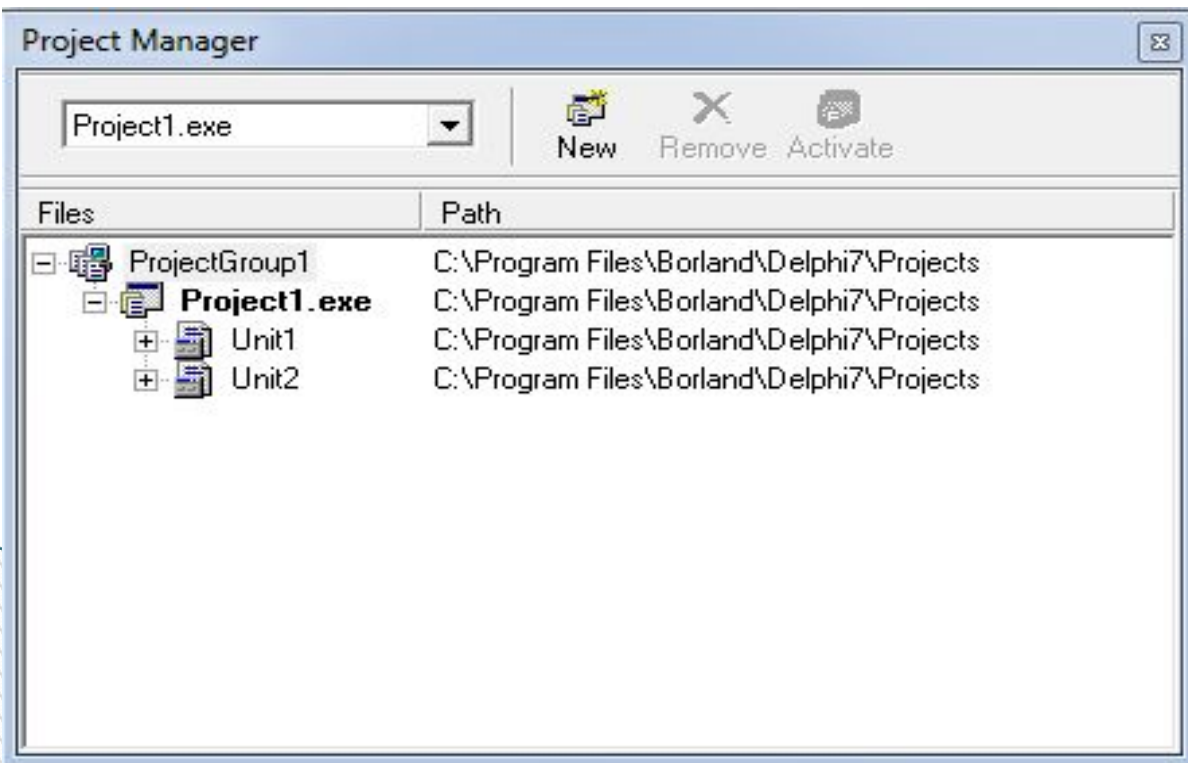 Project Manager
Project1.exe
New Remove Activate
Files Path
ProjectGroup1 C:\Program Files\Borland\Delphi7\Projects
Project1.exe C:\Program Files\Borland\Delphi7\Projects
Unit1 C:\Program Files\Borland\Delphi7\Projects
Unit2 C:\Program Files\Borland\Delphi7\Projects